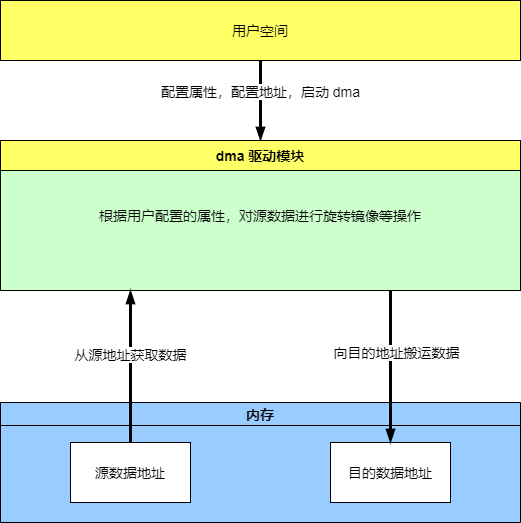 用户空间
配置属性，配置地址，启动 dma
dma 驱动模块
根据用户配置的属性，对源数据进行旋转镜像等操作
从源地址获取数据
向目的地址搬运数据
内存
源数据地址
目的数据地址